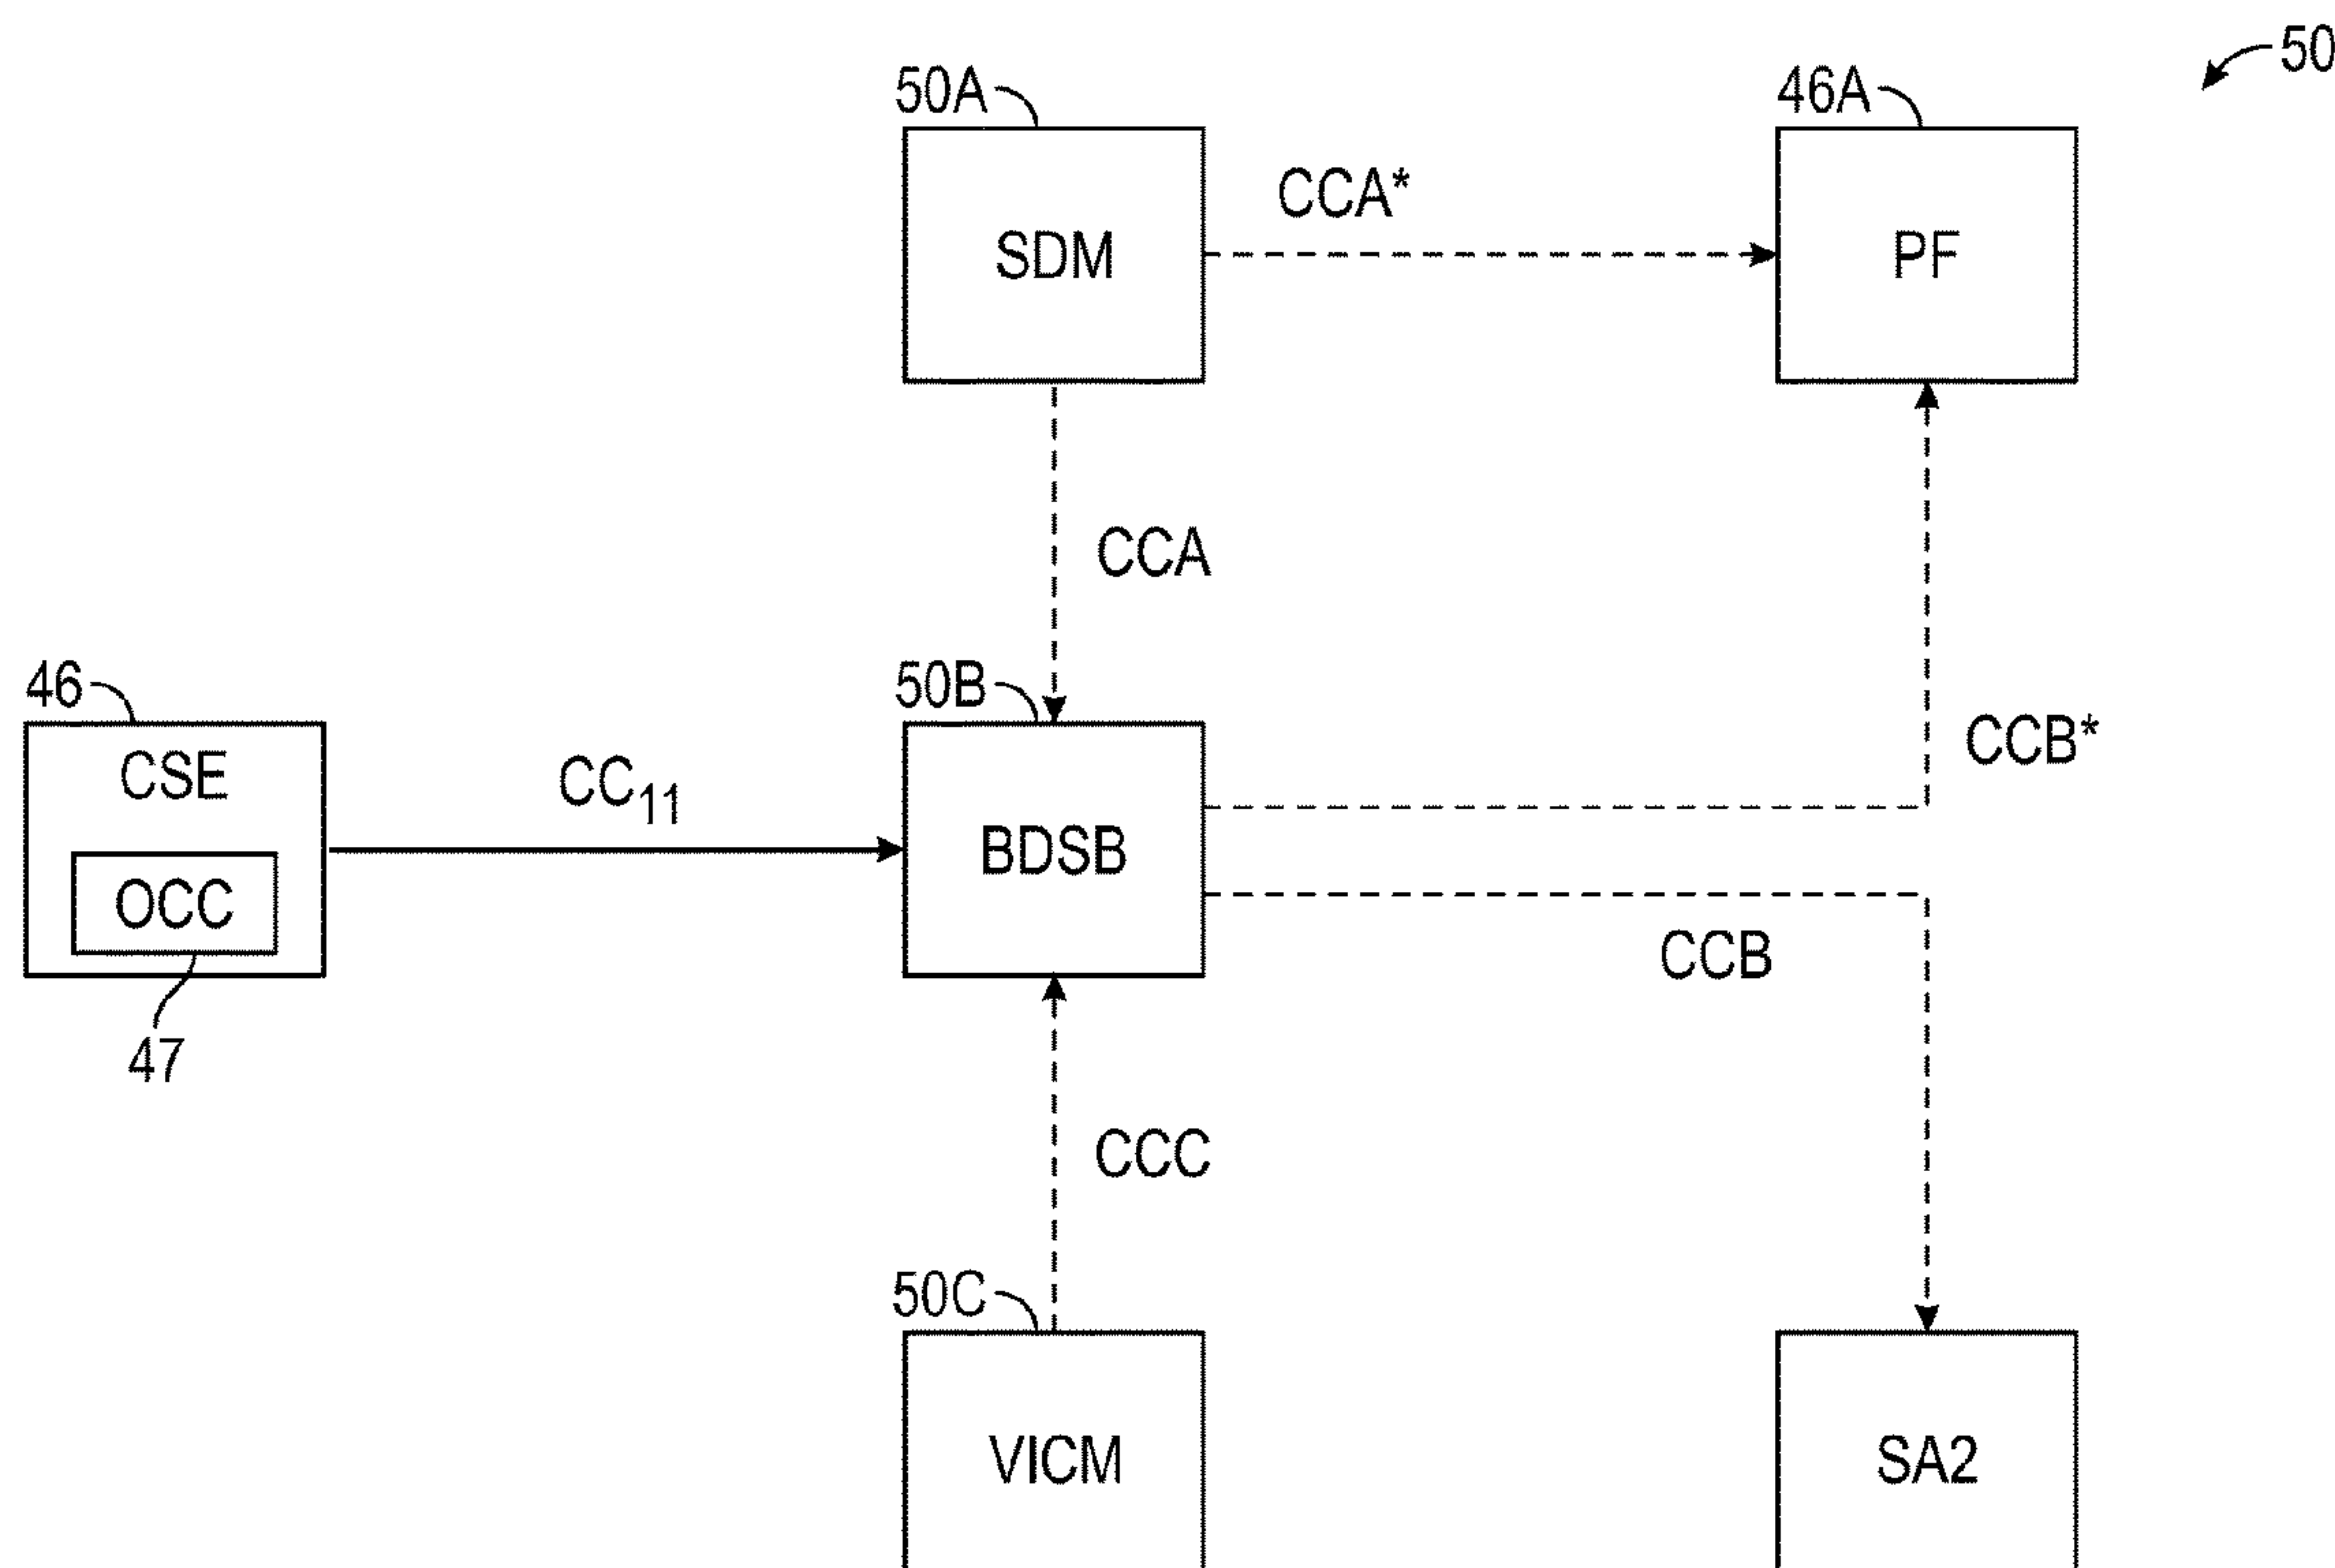 50
50A
46A
CCA*
SDM
PF
CCA
46
50B
CCB*
CSE
CC11
BDSB
OCC
CCB
47
CCC
50C
VICM
SA2